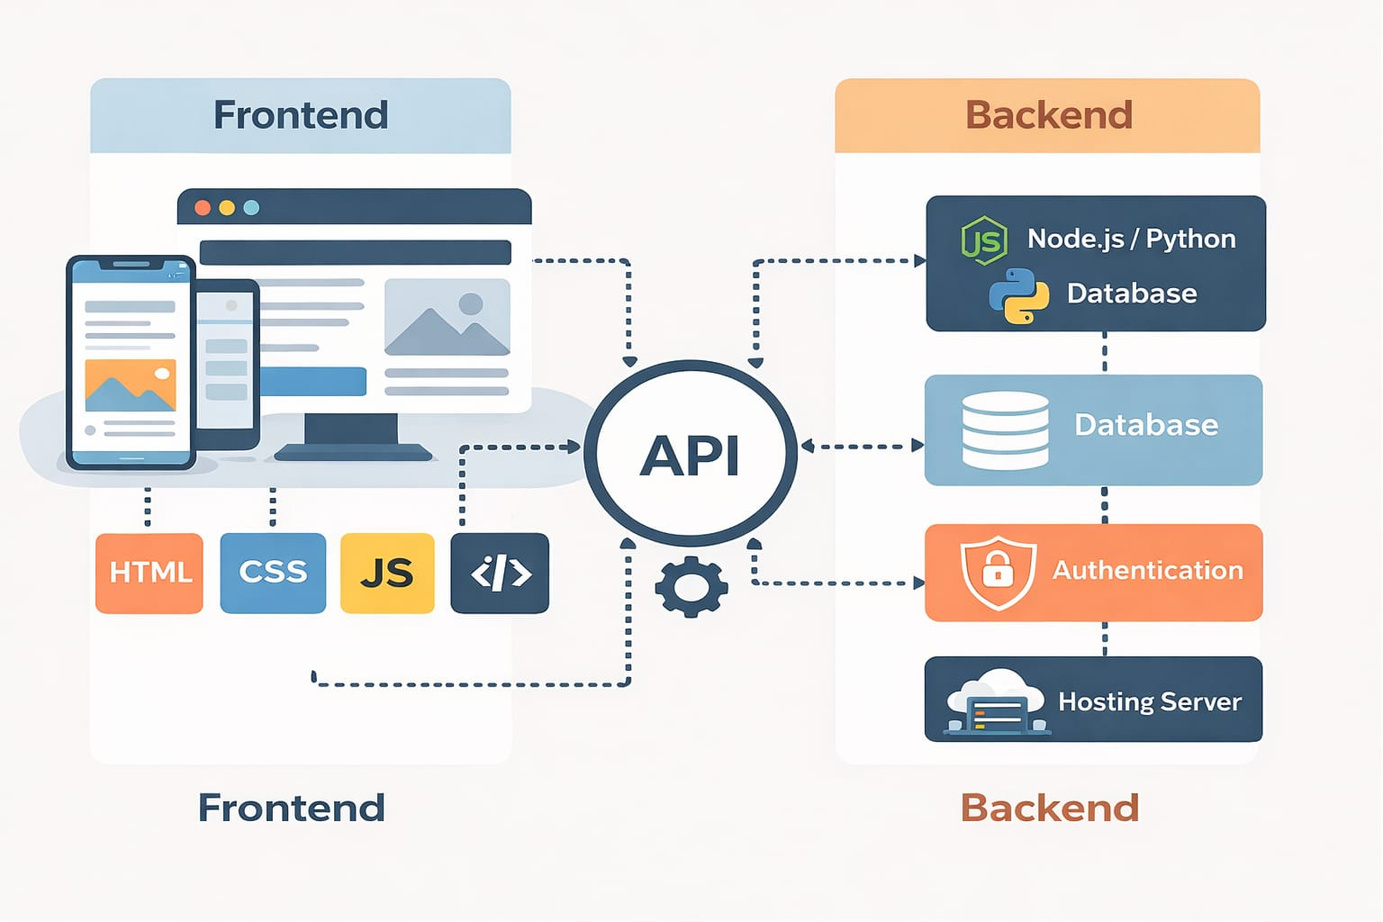 Frontend
Backend
JS
Node.js / Python
Database
API
Database
HTML
CSS
JS
</>
Authentication
Hosting Server
Frontend
Backend